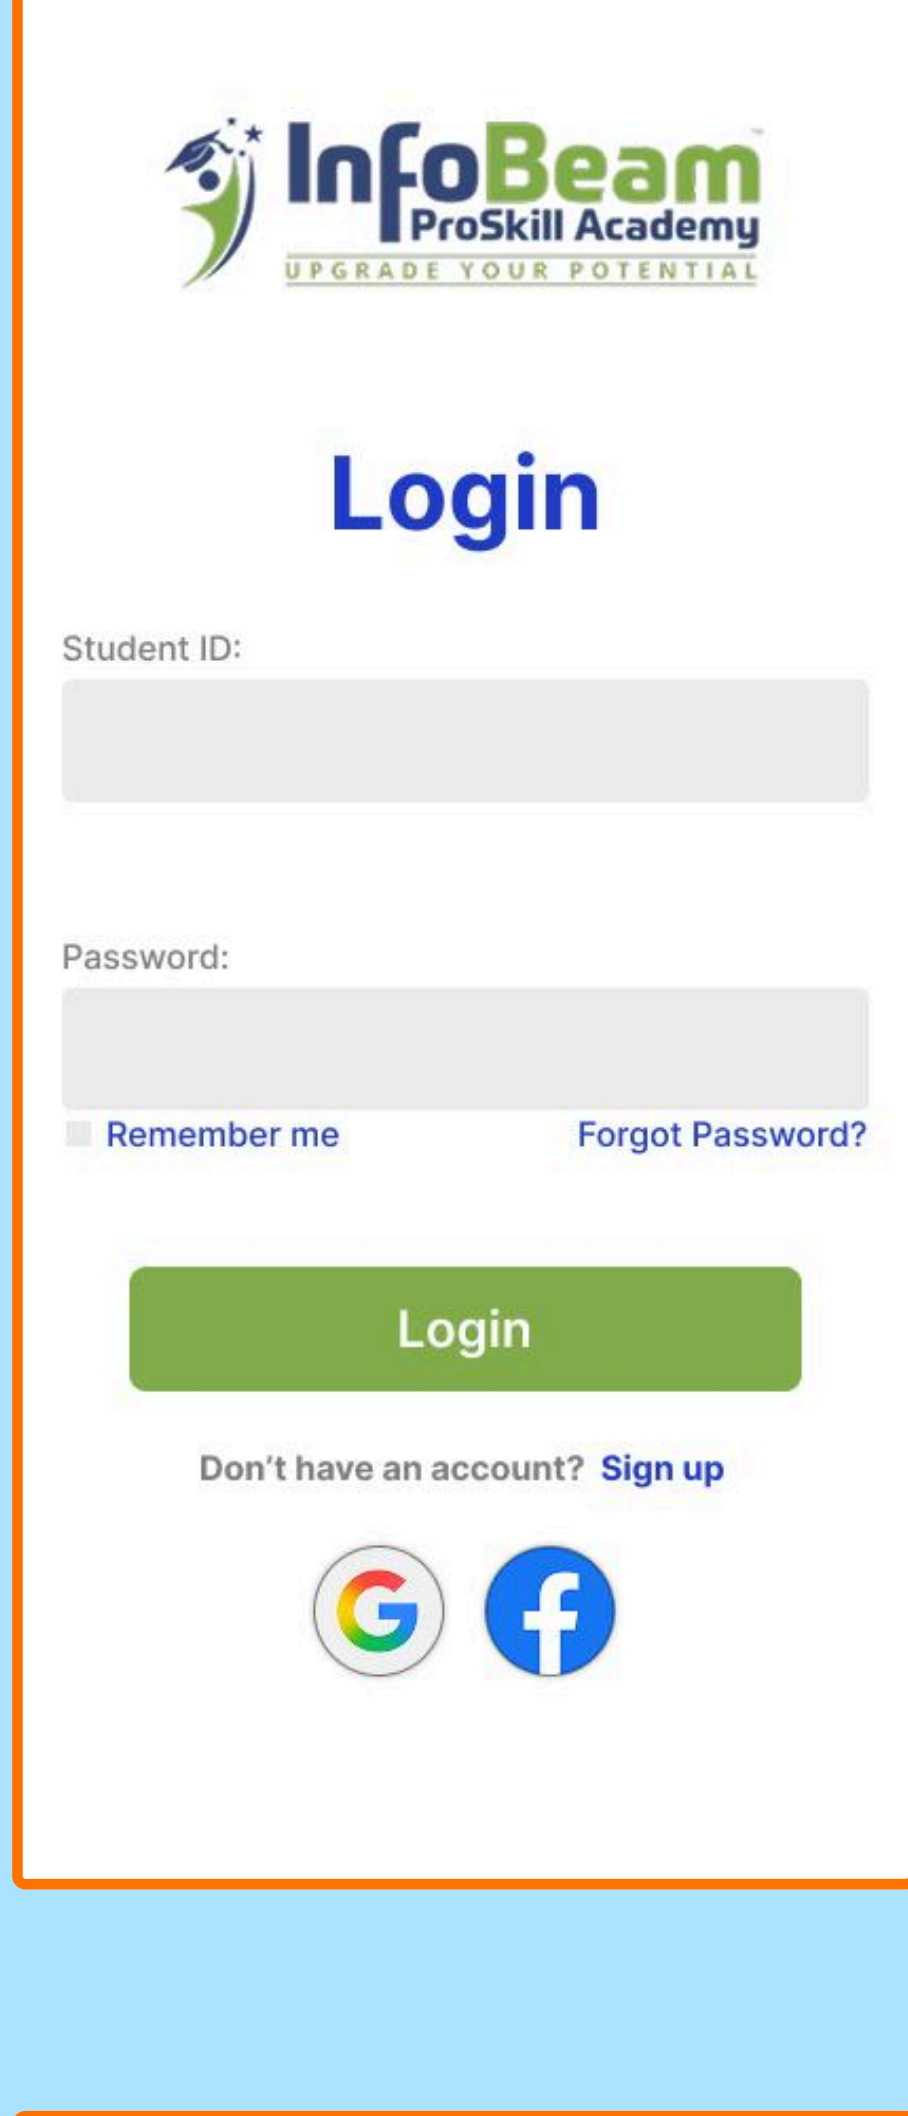 InfoBeam™
ProSkill Academy
UPGRADE YOUR POTENTIAL
Login
Student ID:
Password:
Remember me Forgot Password?
Login
Don’t have an account? Sign up
G f